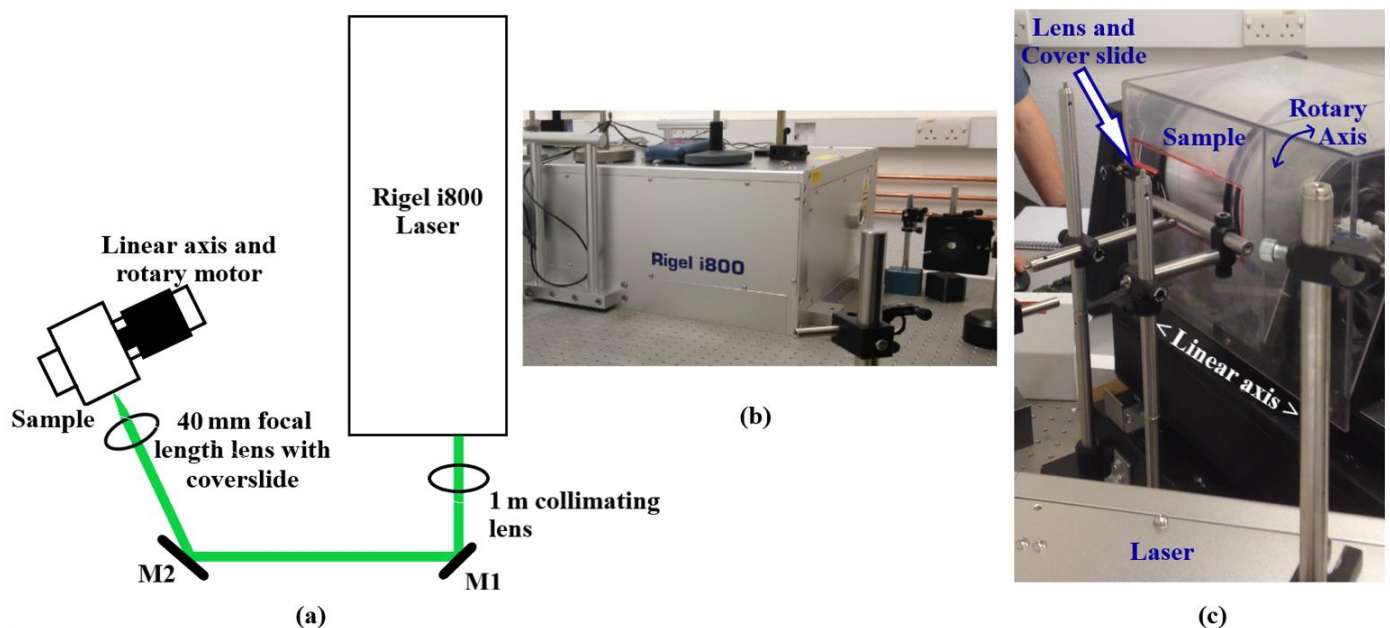 Rigel i800
Laser
Linear axis and
rotary motor
Sample
40 mm focal
length lens with
coverslide
1 m collimating
lens
M2
M1
(a)
Rigel i800
(b)
Lens and
Cover slide
Sample
Rotary
Axis
< Linear axis >
Laser
(c)